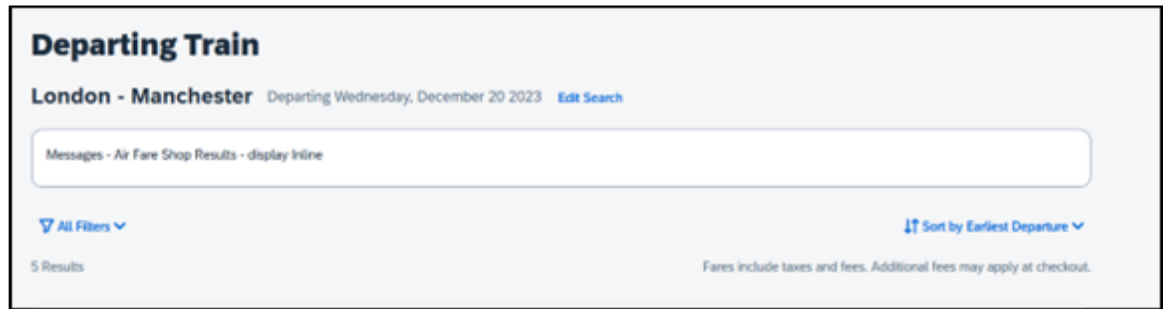 Departing Train
London - Manchester Departing Wednesday, December 20 2023 Edit Search
Messages - Air Fare Shop Results - display Inline
All Filters Sort by Earliest Departure
5 Results Fares include taxes and fees. Additional fees may apply at checkout.